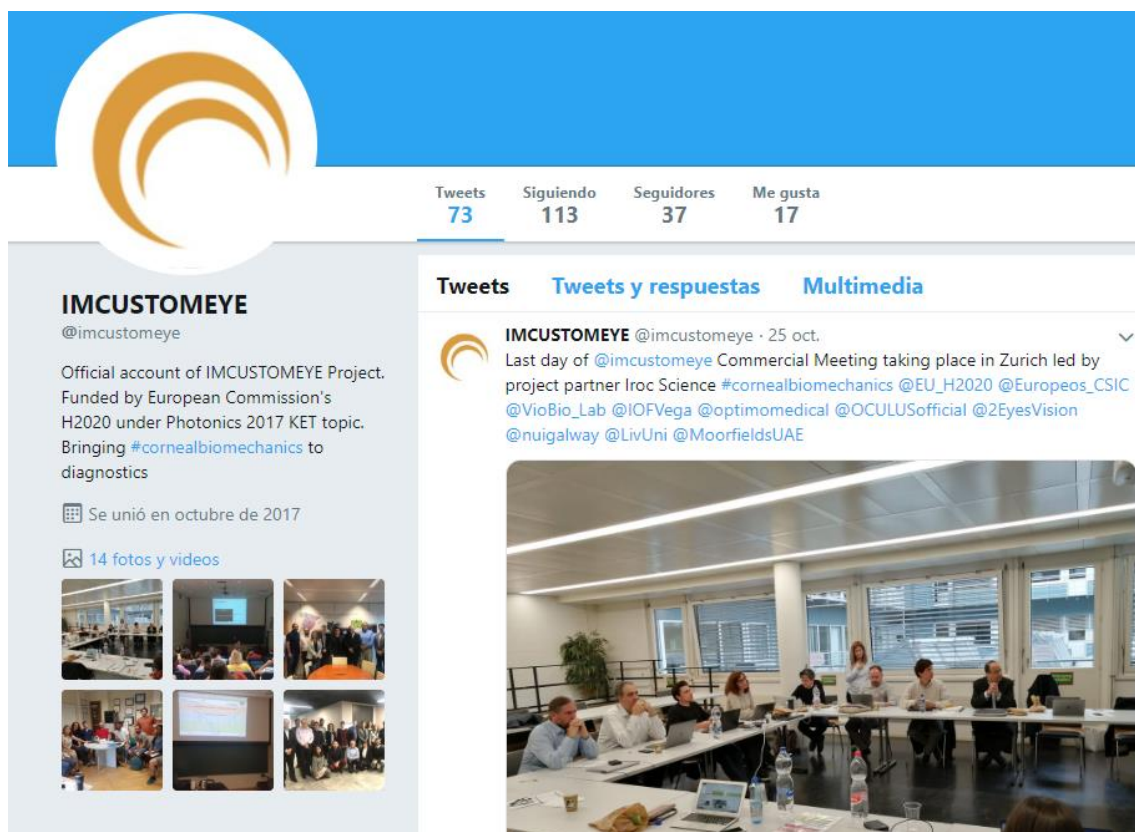 Tweets Siguiendo Seguidores Me gusta
73 113 37 17
IMCUSTOMEYE
@imcustomeye
Official account of IMCUSTOMEYE Project.
Funded by European Commission's
H2020 under Photonics 2017 KET topic.
Bringing #cornealbiomechanics to
diagnostics
Se unió en octubre de 2017
14 fotos y videos
Tweets Tweets y respuestas Multimedia
IMCUSTOMEYE @imcustomeye · 25 oct.
Last day of @imcustomeye Commercial Meeting taking place in Zurich led by
project partner Iroc Science #cornealbiomechanics @EU_H2020 @Europeos_CSIC
@VioBio_Lab @IOFVega @optimomedical @OCULUSofficial @2EyesVision
@nuigalway @LivUni @MoorfieldsUAE